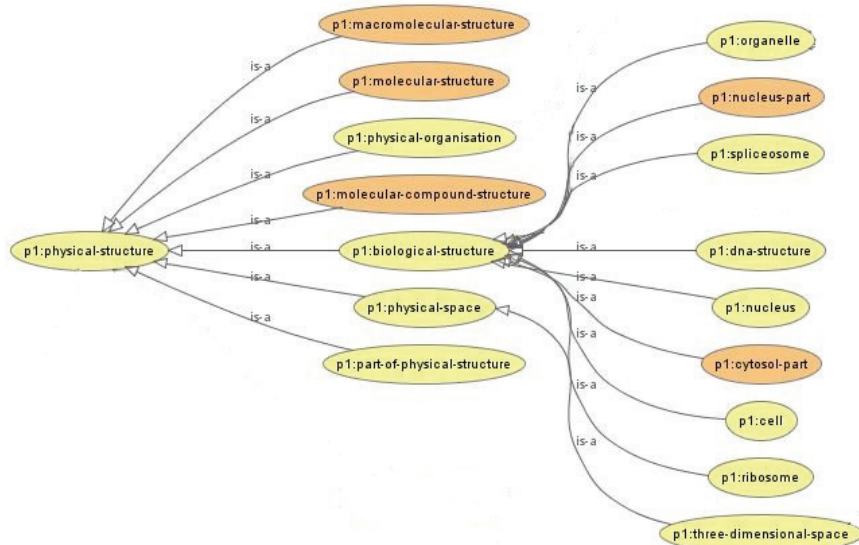 p1:macromolecular-structure
p1:organelle
is-a
p1:molecular-structure
is-a
p1:nucleus-part
is-a
p1:physical-organisation
is-a
p1:spliceosome
is-a
p1:molecular-compound-structure
is-a
is-a
p1:physical-structure
is-a
p1:biological-structure
is-a
p1:dna-structure
is-a
is-a
p1:physical-space
is-a
p1:nucleus
is-a
is-a
p1:part-of-physical-structure
p1:cytosol-part
is-a
p1:cell
is-a
p1:ribosome
p1:three-dimensional-space